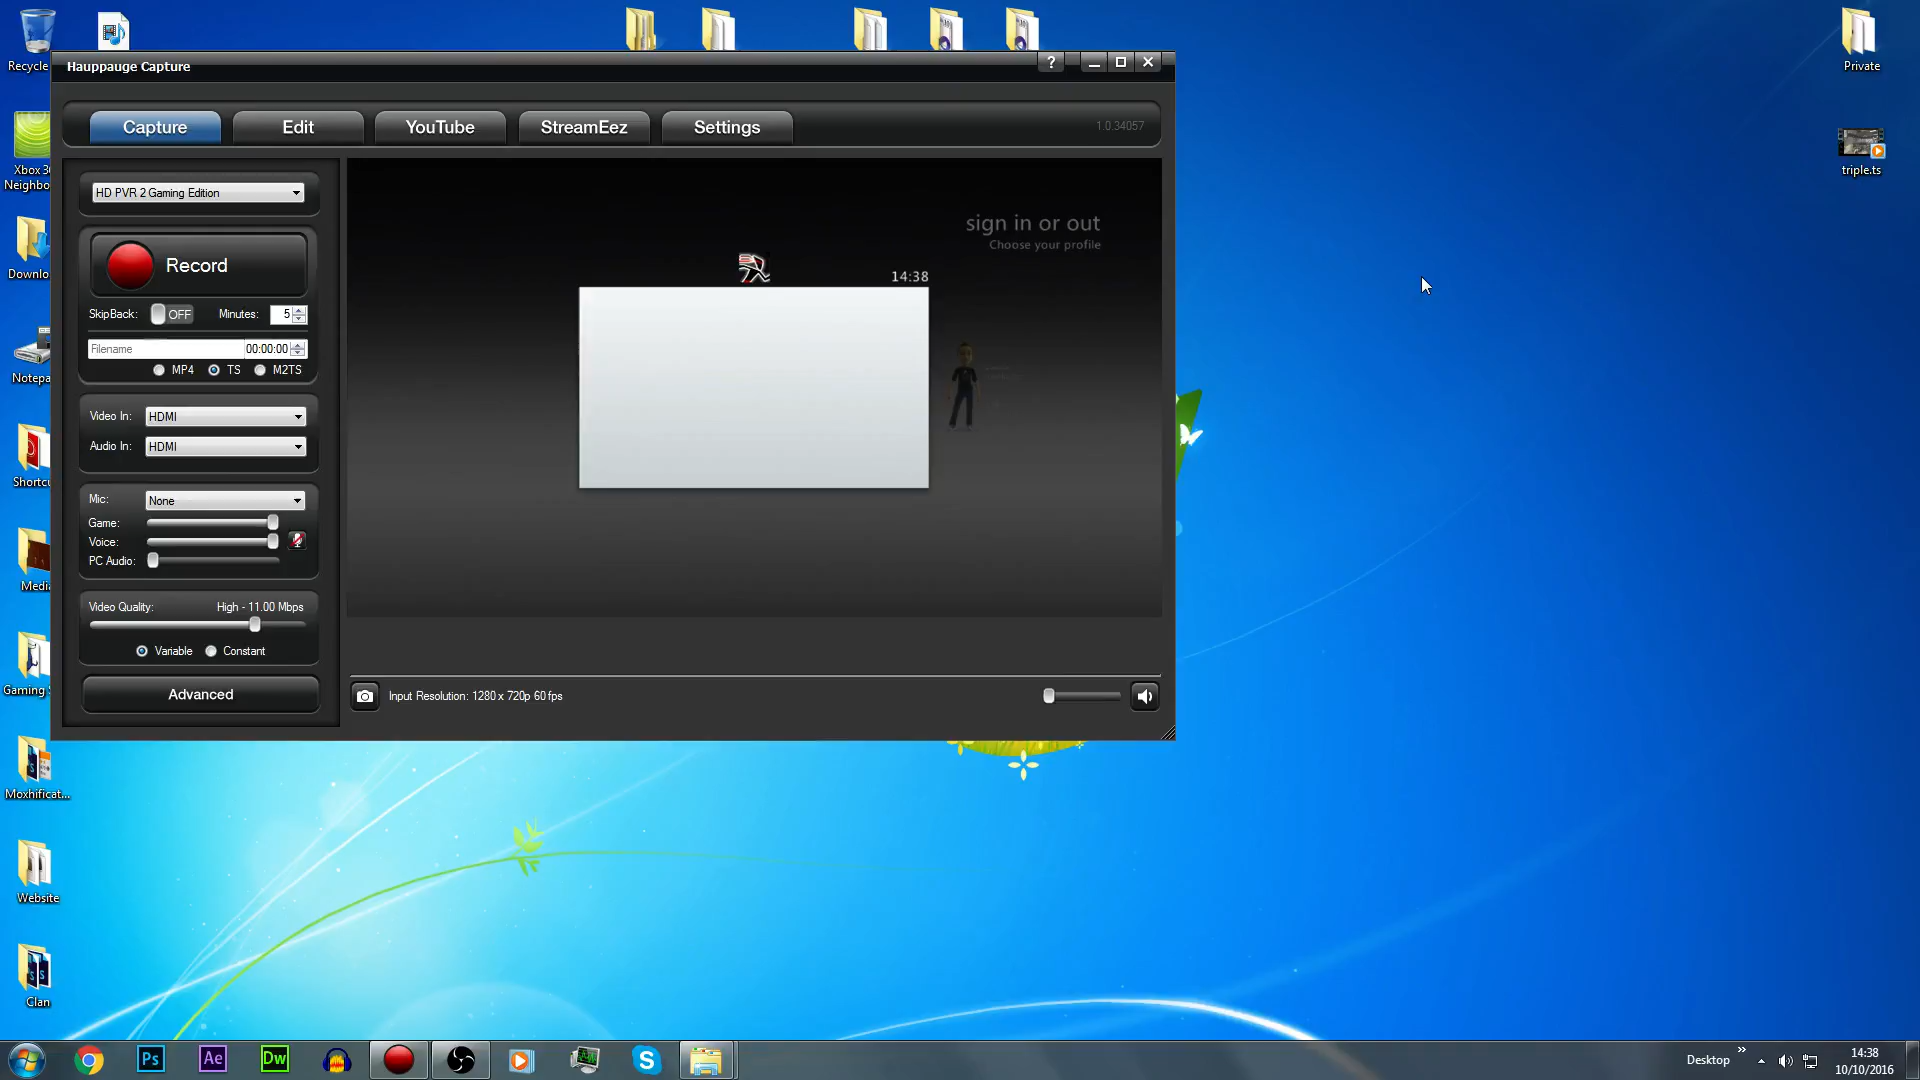 Recycle
Private
Hauppauge Capture
?
Capture
Edit
YouTube
StreamEez
Settings
1.0.34057
triple.ts
Xbox 36
Neighbo
HD PVR 2 Gaming Edition
sign in or out
Choose your profile
14:38
Record
Downlo
SkipBack:
OFF
Minutes:
5
Filename
00:00:00
MP4
TS
M2TS
Notepa
Video In:
HDMI
Audio In:
HDMI
Shortcu
Mic:
None
Game:
Voice:
PC Audio:
Media
Video Quality:
High - 11.00 Mbps
Variable
Constant
Advanced
Gaming S
Input Resolution: 1280 x 720p 60 fps
Moxhificat...
Website
Clan
Ps
Ae
Dw
Desktop
14:38
10/10/2016